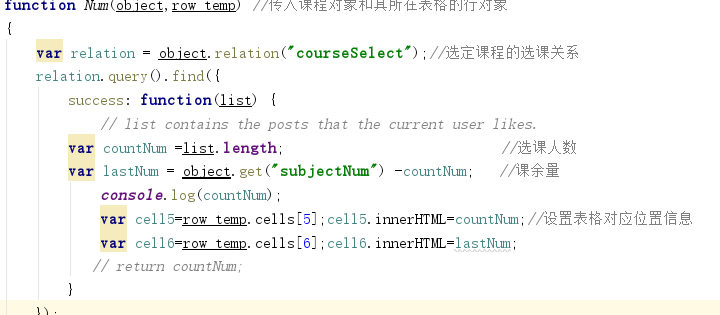 function Num(object,row_temp) //传入课程对象和其所在表格的行对象
{
var relation = object.relation("courseSelect");//选定课程的选课关系
relation.query().find({
success: function(list) {
// list contains the posts that the current user likes.
var countNum =list.length; //选课人数
var lastNum = object.get("subjectNum") -countNum; //课余量
console.log(countNum);
var cell5=row_temp.cells[5];cell5.innerHTML=countNum;//设置表格对应位置信息
var cell6=row_temp.cells[6];cell6.innerHTML=lastNum;
// return countNum;
}
});